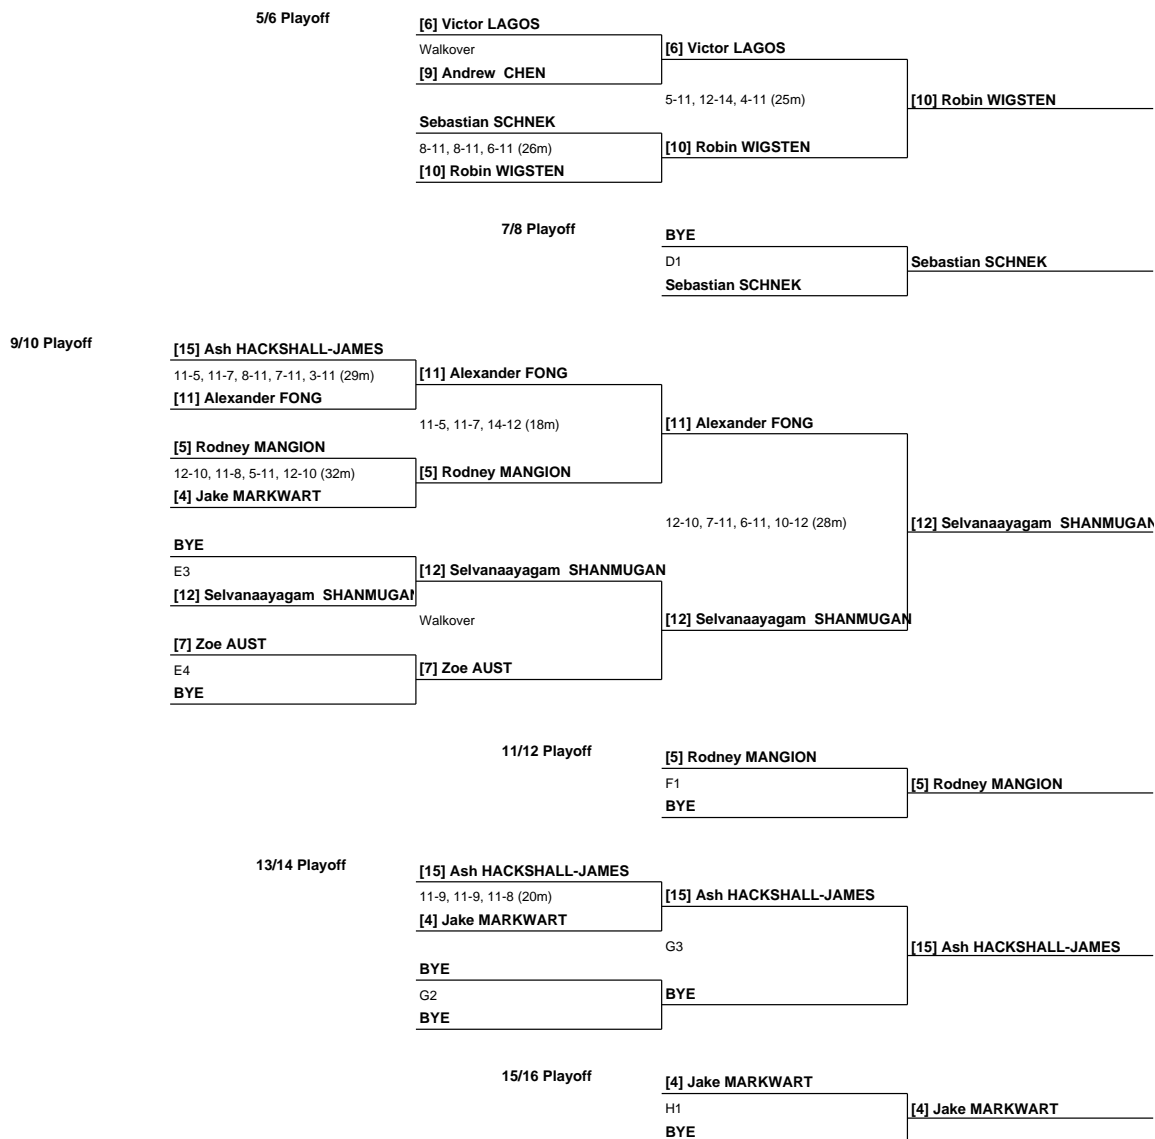 5/6 Playoff
[6] Victor LAGOS
Walkover
[6] Victor LAGOS
[9] Andrew CHEN
5-11, 12-14, 4-11 (25m)
[10] Robin WIGSTEN
Sebastian SCHNEK
8-11, 8-11, 6-11 (26m)
[10] Robin WIGSTEN
[10] Robin WIGSTEN
7/8 Playoff
BYE
D1
Sebastian SCHNEK
Sebastian SCHNEK
9/10 Playoff
[15] Ash HACKSHALL-JAMES
11-5, 11-7, 8-11, 7-11, 3-11 (29m)
[11] Alexander FONG
[11] Alexander FONG
11-5, 11-7, 14-12 (18m)
[11] Alexander FONG
[5] Rodney MANGION
12-10, 11-8, 5-11, 12-10 (32m)
[5] Rodney MANGION
[4] Jake MARKWART
12-10, 7-11, 6-11, 10-12 (28m)
[12] Selvanaayagam SHANMUGAN
BYE
E3
[12] Selvanaayagam SHANMUGAN
[12] Selvanaayagam SHANMUGAN
Walkover
[12] Selvanaayagam SHANMUGAN
[7] Zoe AUST
E4
[7] Zoe AUST
BYE
11/12 Playoff
[5] Rodney MANGION
F1
[5] Rodney MANGION
BYE
13/14 Playoff
[15] Ash HACKSHALL-JAMES
11-9, 11-9, 11-8 (20m)
[15] Ash HACKSHALL-JAMES
[4] Jake MARKWART
G3
[15] Ash HACKSHALL-JAMES
BYE
G2
BYE
BYE
15/16 Playoff
[4] Jake MARKWART
H1
[4] Jake MARKWART
BYE